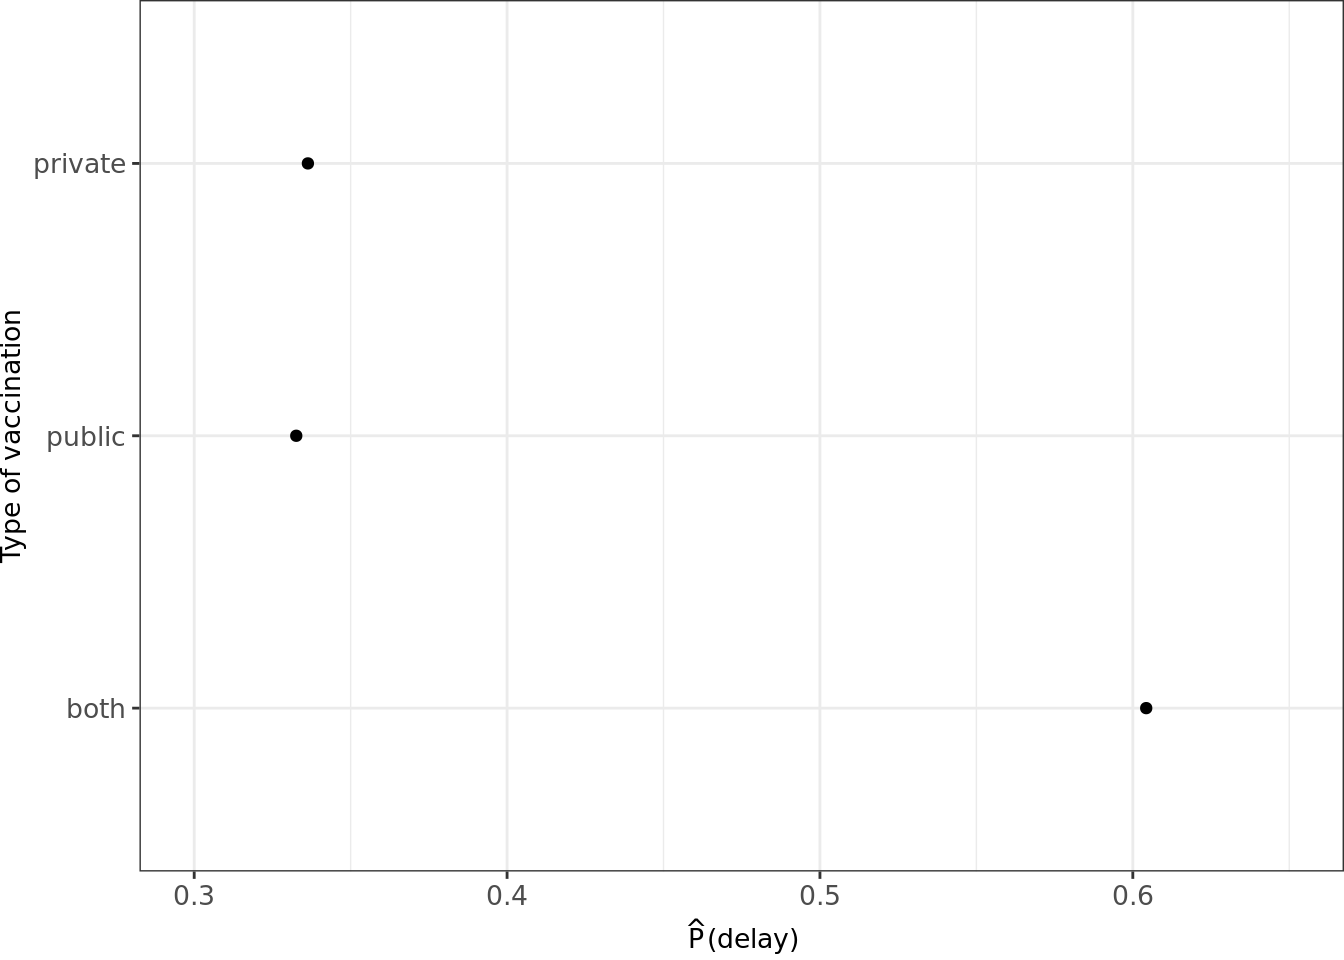 Type of vaccination
private
public
both
0.3 0.4 0.5 0.6
P̂(delay)